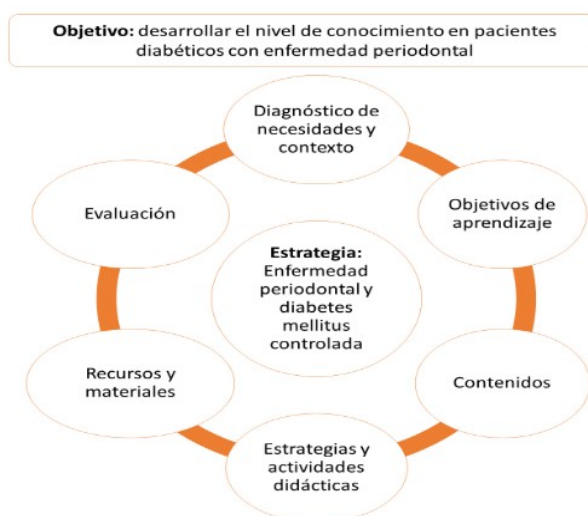 Objetivo: desarrollar el nivel de conocimiento en pacientes
diabéticos con enfermedad periodontal
Diagnóstico de
necesidades y
contexto
Evaluación
Objetivos de
aprendizaje
Estrategia:
Enfermedad
periodontal y
diabetes
mellitus
controlada
Recursos y
materiales
Contenidos
Estrategias y
actividades
didácticas